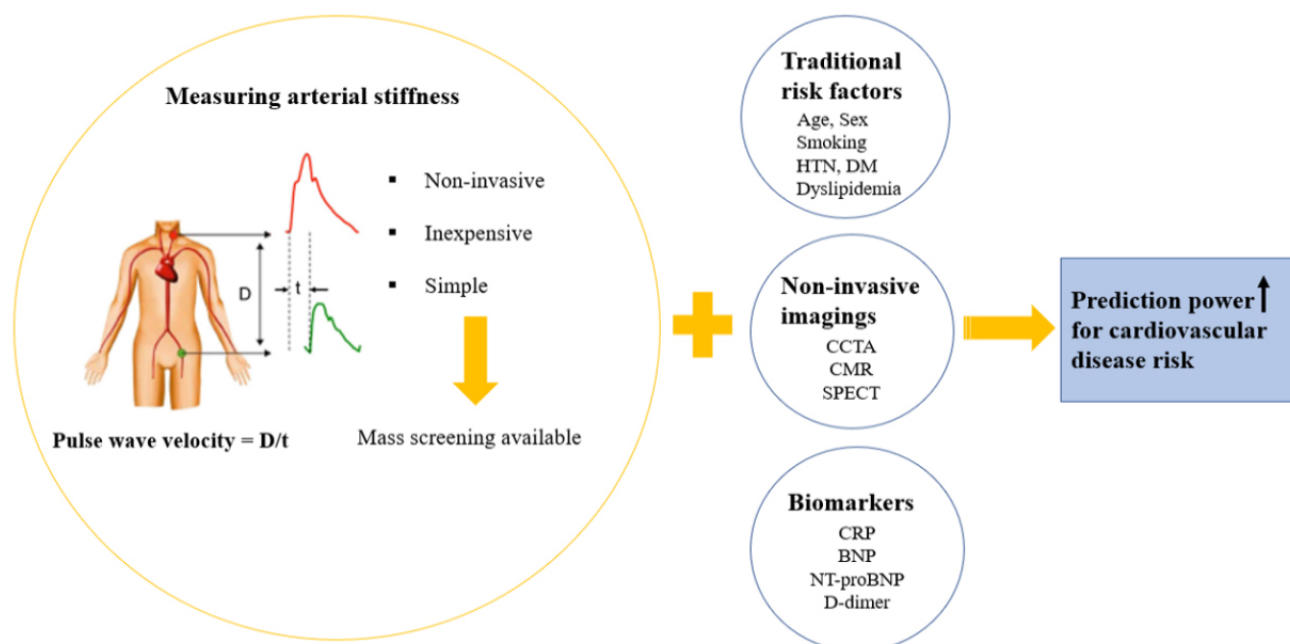 Measuring arterial stiffness
D
t
Pulse wave velocity = D/t
▪ Non-invasive
▪ Inexpensive
▪ Simple
Mass screening available
Traditional
risk factors
Age, Sex
Smoking
HTN, DM
Dyslipidemia
Non-invasive
imagings
CCTA
CMR
SPECT
Biomarkers
CRP
BNP
NT-proBNP
D-dimer
Prediction power
for cardiovascular
disease risk